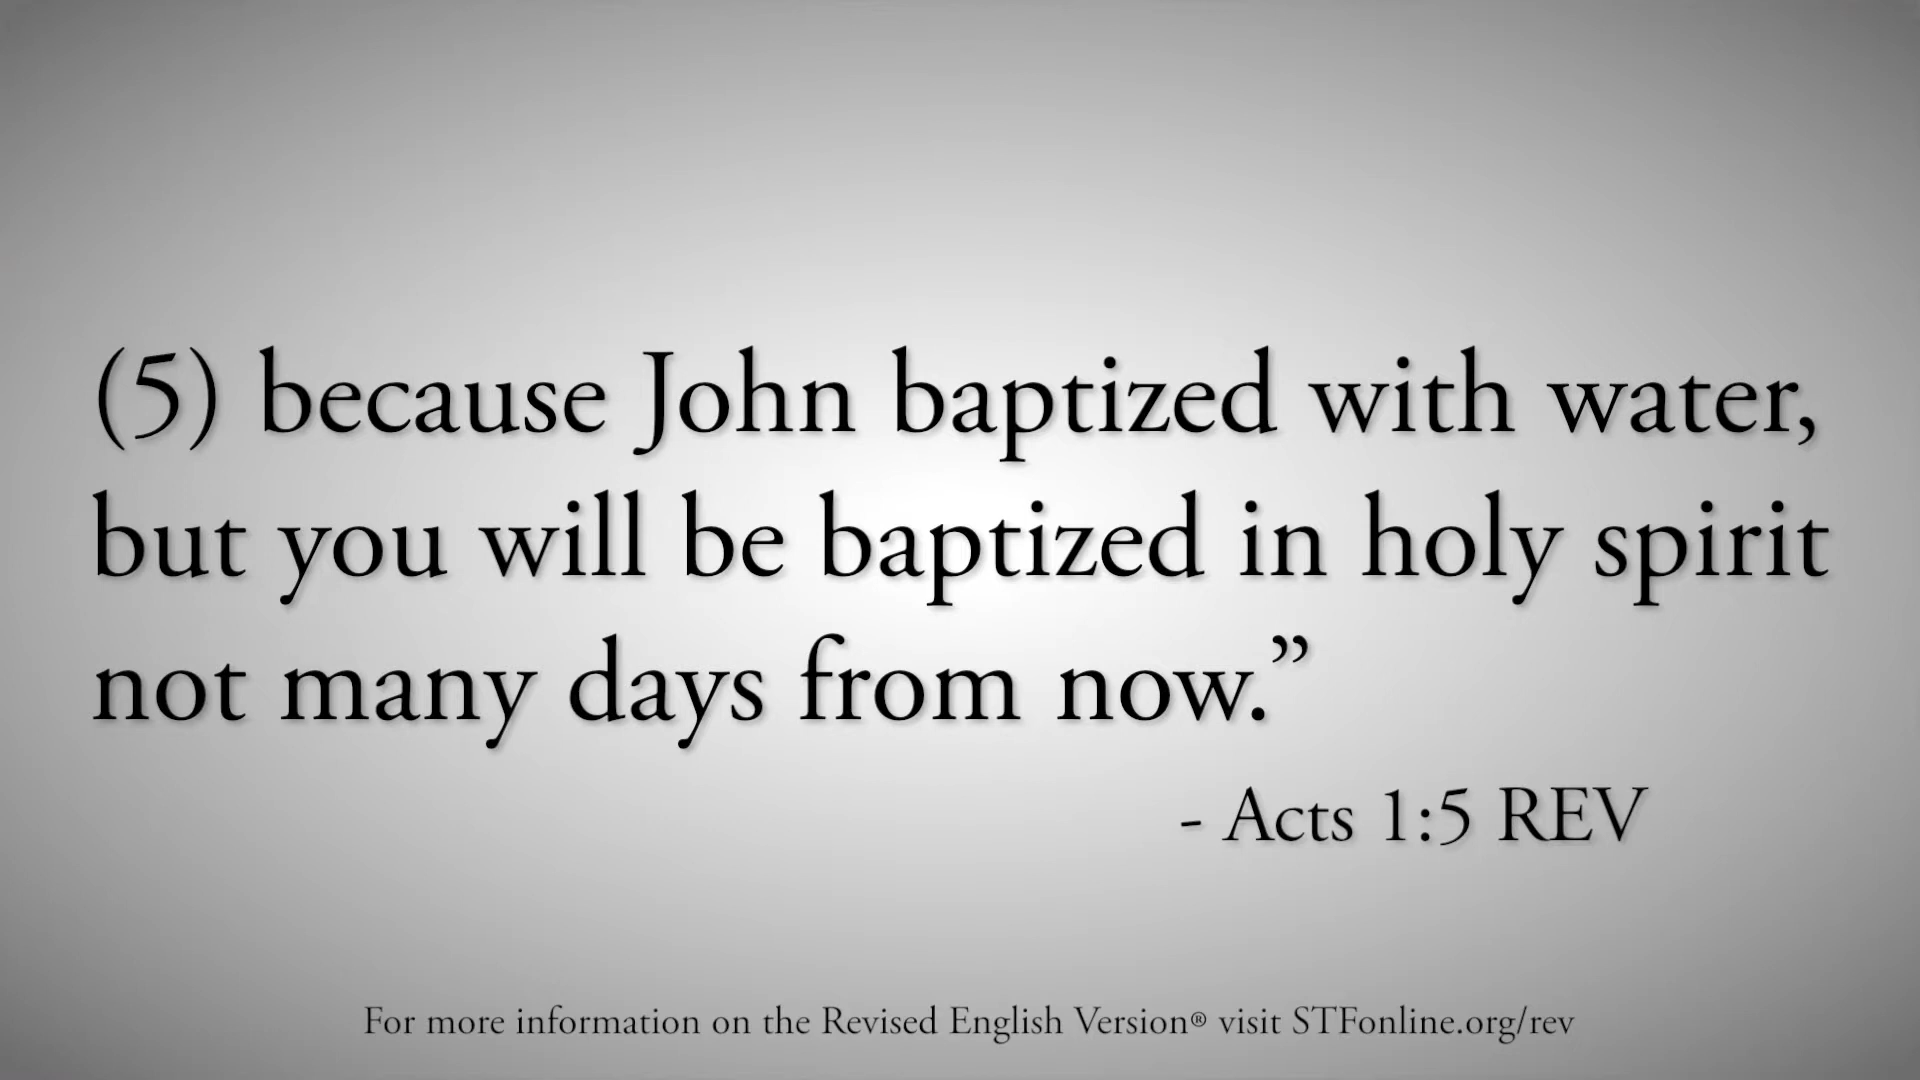 (5) because John baptized with water,
but you will be baptized in holy spirit
not many days from now.”
- Acts 1:5 REV
For more information on the Revised English Version® visit STFonline.org/rev